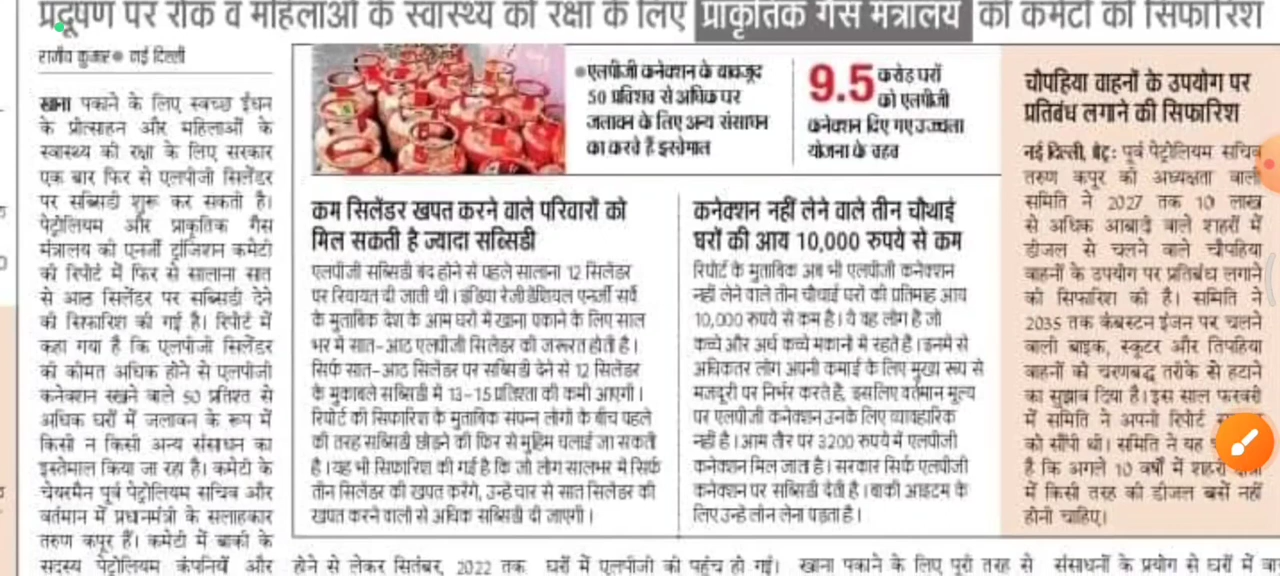 प्रदूषण पर रोक व महिलाओं के स्वास्थ्य की रक्षा के लिए प्राकृतिक गैस मंत्रालय की कमेटी की सिफारिश
राजीव कुमार ● नई दिल्ली
खाना पकाने के लिए स्वच्छ ईंधन
के प्रोत्साहन और महिलाओं के
स्वास्थ्य की रक्षा के लिए सरकार
एक बार फिर से एलपीजी सिलेंडर
पर सब्सिडी शुरू कर सकती है।
पेट्रोलियम और प्राकृतिक गैस
मंत्रालय की एनर्जी ट्रांजिशन कमेटी
की रिपोर्ट में फिर से सालाना सात
से आठ सिलेंडर पर सब्सिडी देने
की सिफारिश की गई है। रिपोर्ट में
कहा गया है कि एलपीजी सिलेंडर
की कीमत अधिक होने से एलपीजी
कनेक्शन रखने वाले 50 प्रतिशत से
अधिक घरों में जलावन के रूप में
किसी न किसी अन्य संसाधन का
इस्तेमाल किया जा रहा है। कमेटी के
चेयरमैन पूर्व पेट्रोलियम सचिव और
वर्तमान में प्रधानमंत्री के सलाहकार
तरुण कपूर हैं। कमेटी में बाकी के
सदस्य पेट्रोलियम कंपनियों और
●एलपीजी कनेक्शन के बावजूद
50 प्रतिशत से अधिक घर
जलावन के लिए अन्य संसाधन
का करते हैं इस्तेमाल
9.5 करोड़ घरों
को एलपीजी
कनेक्शन दिए गए उज्ज्वला
योजना के तहत
कम सिलेंडर खपत करने वाले परिवारों को
मिल सकती है ज्यादा सब्सिडी
एलपीजी सब्सिडी बंद होने से पहले सालाना 12 सिलेंडर
पर रियायत दी जाती थी। इंडिया रेजीडेंशियल एनर्जी सर्वे
के मुताबिक देश के आम घरों में खाना पकाने के लिए साल
भर में सात-आठ एलपीजी सिलेंडर की जरूरत होती है।
सिर्फ सात-आठ सिलेंडर पर सब्सिडी देने से 12 सिलेंडर
के मुकाबले सब्सिडी में 13-15 प्रतिशत की कमी आएगी।
रिपोर्ट की सिफारिश के मुताबिक संपन्न लोगों के बीच पहले
की तरह सब्सिडी छोड़ने की फिर से मुहिम चलाई जा सकती
है। यह भी सिफारिश की गई है कि जो लोग सालभर में सिर्फ
तीन सिलेंडर की खपत करेंगे, उन्हें चार से सात सिलेंडर की
खपत करने वालों से अधिक सब्सिडी दी जाएगी।
कनेक्शन नहीं लेने वाले तीन चौथाई
घरों की आय 10,000 रुपये से कम
रिपोर्ट के मुताबिक अब भी एलपीजी कनेक्शन
नहीं लेने वाले तीन चौथाई घरों की प्रतिमाह आय
10,000 रुपये से कम है। ये वह लोग हैं जो
कच्चे और अर्ध कच्चे मकानों में रहते हैं। इनमें से
अधिकतर लोग अपनी कमाई के लिए मुख्य रूप से
मजदूरी पर निर्भर करते हैं, इसलिए वर्तमान मूल्य
पर एलपीजी कनेक्शन उनके लिए व्यावहारिक
नहीं है। आम तौर पर 3200 रुपये में एलपीजी
कनेक्शन मिल जाता है। सरकार सिर्फ एलपीजी
कनेक्शन पर सब्सिडी देती है। बाकी आइटम के
लिए उन्हें लोन लेना पड़ता है।
चौपहिया वाहनों के उपयोग पर
प्रतिबंध लगाने की सिफारिश
नई दिल्ली, प्रेट्र: पूर्व पेट्रोलियम सचिव
तरुण कपूर की अध्यक्षता वाली
समिति ने 2027 तक 10 लाख
से अधिक आबादी वाले शहरों में
डीजल से चलने वाले चौपहिया
वाहनों के उपयोग पर प्रतिबंध लगाने
की सिफारिश की है। समिति ने
2035 तक कंबस्टन इंजन पर चलने
वाली बाइक, स्कूटर और तिपहिया
वाहनों को चरणबद्ध तरीके से हटाने
का सुझाव दिया है। इस साल फरवरी
में समिति ने अपनी रिपोर्ट
को सौंपी थी। समिति ने यह
है कि अगले 10 वर्षों में शहरी
में किसी तरह की डीजल बसें नहीं
होनी चाहिए।
होने से लेकर सितंबर, 2022 तक
घरों में एलपीजी की पहुंच हो गई।
खाना पकाने के लिए पूरी तरह से
संसाधनों के प्रयोग से घरों में